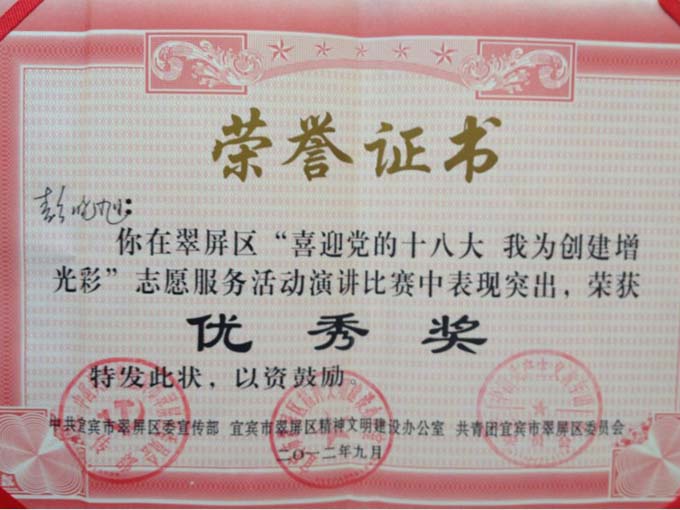 荣誉证书
彭晓旭:
你在翠屏区“喜迎党的十八大 我为创建增
光彩”志愿服务活动演讲比赛中表现突出，荣获
优秀奖
特发此状，以资鼓励。
中共宜宾市翠屏区委宣传部 宜宾市翠屏区精神文明建设办公室 共青团宜宾市翠屏区委员会
二〇一二年九月